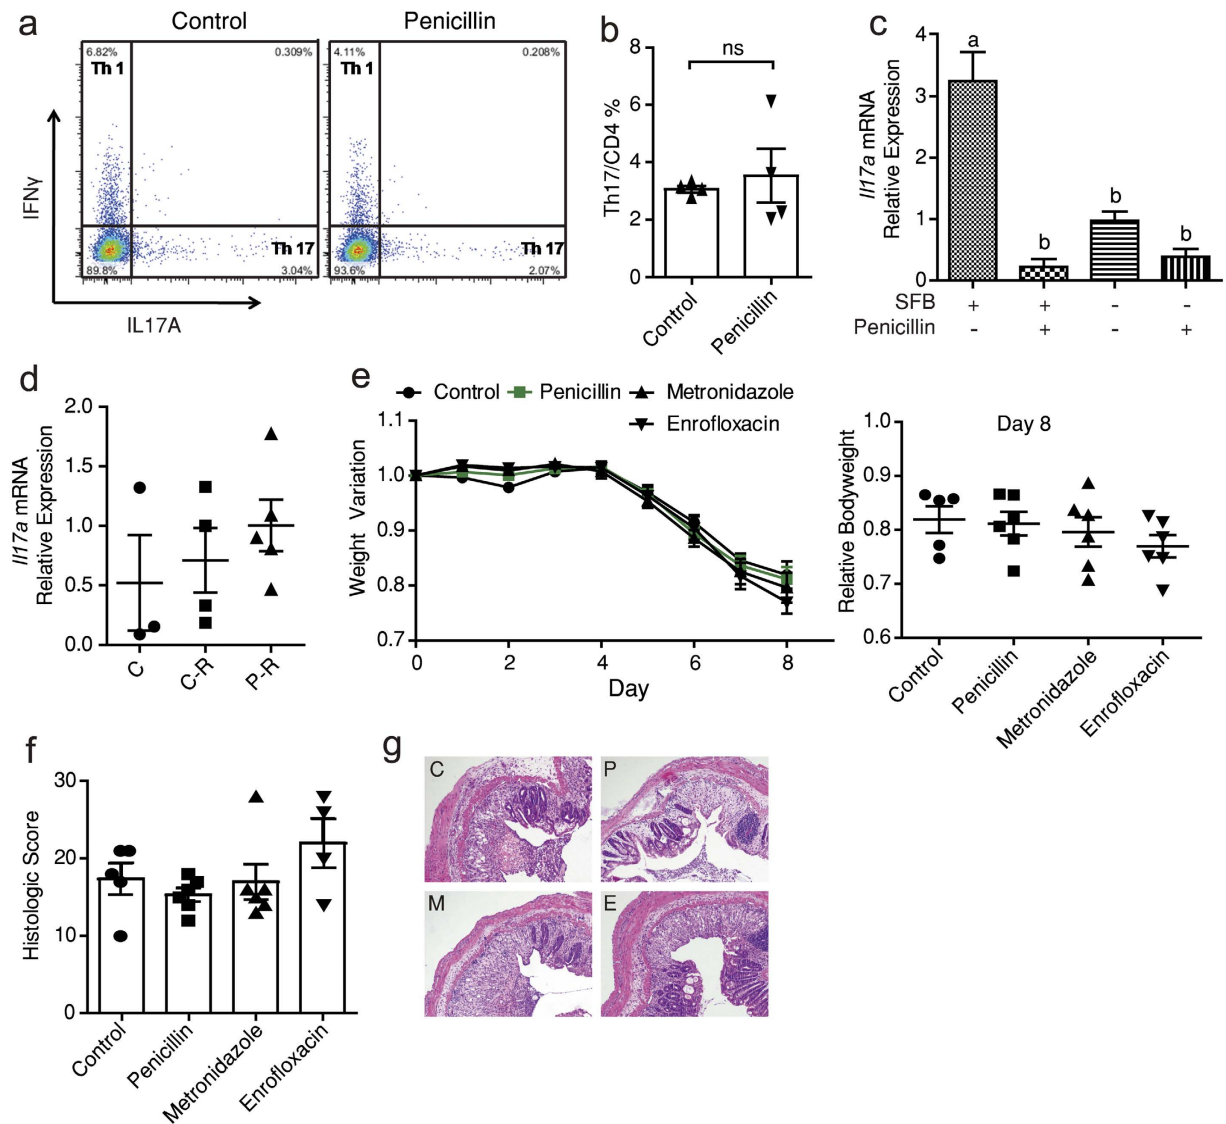 a
Control
Penicillin
6.82%
0.309%
Th 1
Th 17
89.8%
3.04%
4.11%
0.208%
Th 1
Th 17
93.6%
2.07%
IFNγ
IL17A
b
ns
Th17/CD4 %
8
6
4
2
0
Control
Penicillin
c
Il17a mRNA
Relative Expression
4
3
2
1
0
a
b
b
b
SFB + + - -
Penicillin - + - +
d
Il17a mRNA
Relative Expression
2.0
1.5
1.0
0.5
0.0
C
C-R
P-R
e
Control Penicillin Metronidazole
Enrofloxacin
Weight Variation
1.1
1.0
0.9
0.8
0.7
0 2 4 6 8
Day
Day 8
Relative Bodyweight
1.0
0.9
0.8
0.7
0.6
Control
Penicillin
Metronidazole
Enrofloxacin
f
Histologic Score
30
20
10
0
Control
Penicillin
Metronidazole
Enrofloxacin
g
C
P
M
E